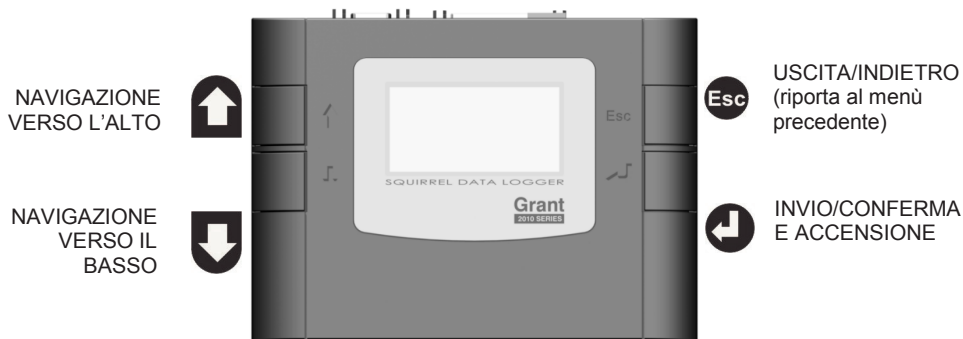 NAVIGAZIONE
VERSO L'ALTO
USCITA/INDIETRO
(riporta al menù
precedente)
Esc
Esc
SQUIRREL DATA LOGGER
Grant
2010 SERIES
NAVIGAZIONE
VERSO IL
BASSO
INVIO/CONFERMA
E ACCENSIONE